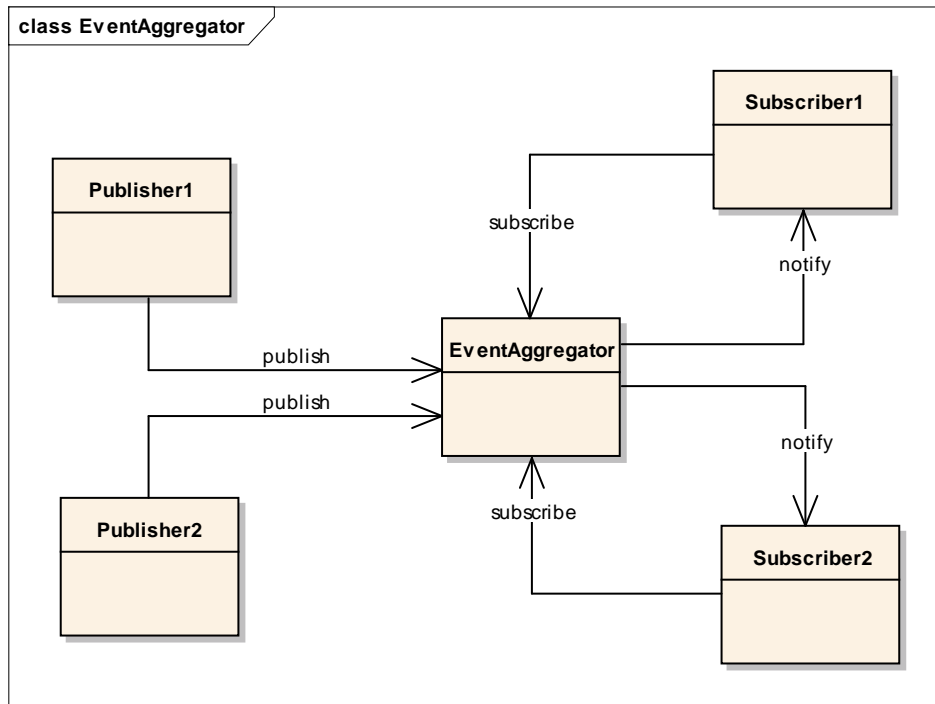 class EventAggregator
Subscriber1
Publisher1
subscribe
notify
EventAggregator
publish
publish
notify
subscribe
Publisher2
Subscriber2